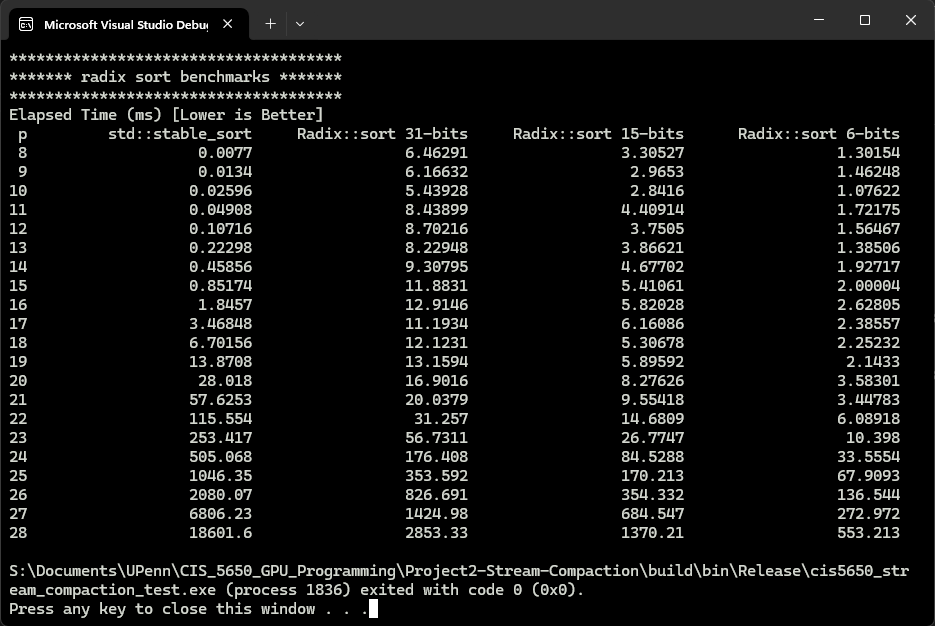 Microsoft Visual Studio Debug
*************************************
******* radix sort benchmarks *******
*************************************
Elapsed Time (ms) [Lower is Better]
p std::stable_sort Radix::sort 31-bits Radix::sort 15-bits Radix::sort 6-bits
8 0.0077 6.46291 3.30527 1.30154
9 0.0134 6.16632 2.9653 1.46248
10 0.02596 5.43928 2.8416 1.07622
11 0.04908 8.43899 4.40914 1.72175
12 0.10716 8.70216 3.7505 1.56467
13 0.22298 8.22948 3.86621 1.38506
14 0.45856 9.30795 4.67702 1.92717
15 0.85174 11.8831 5.41061 2.00004
16 1.8457 12.9146 5.82028 2.62805
17 3.46848 11.1934 6.16086 2.38557
18 6.70156 12.1231 5.30678 2.25232
19 13.8708 13.1594 5.89592 2.1433
20 28.018 16.9016 8.27626 3.58301
21 57.6253 20.0379 9.55418 3.44783
22 115.554 31.257 14.6809 6.08918
23 253.417 56.7311 26.7747 10.398
24 505.068 176.408 84.5288 33.5554
25 1046.35 353.592 170.213 67.9093
26 2080.07 826.691 354.332 136.544
27 6806.23 1424.98 684.547 272.972
28 18601.6 2853.33 1370.21 553.213
S:\Documents\UPenn\CIS_5650_GPU_Programming\Project2-Stream-Compaction\build\bin\Release\cis5650_str
eam_compaction_test.exe (process 1836) exited with code 0 (0x0).
Press any key to close this window . . .